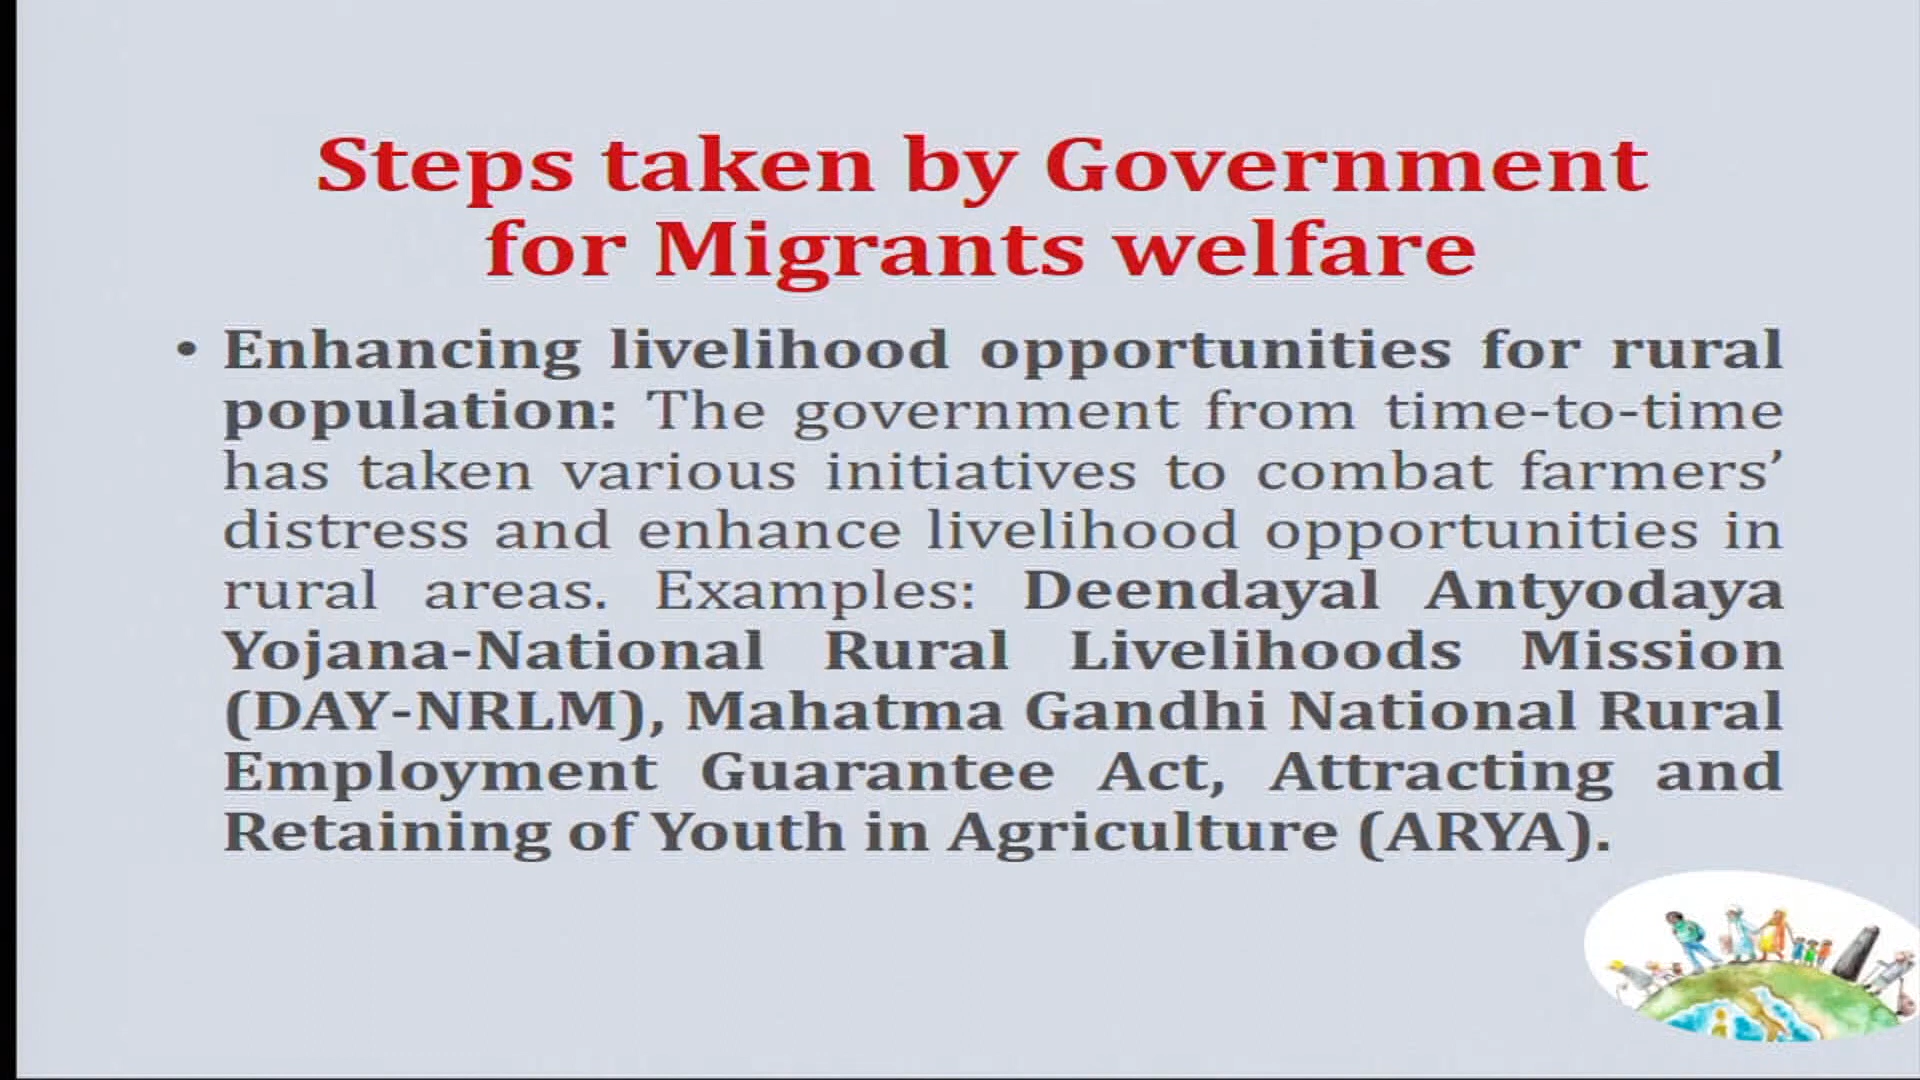 Steps taken by Government
for Migrants welfare
• Enhancing livelihood opportunities for rural
population: The government from time-to-time
has taken various initiatives to combat farmers’
distress and enhance livelihood opportunities in
rural areas. Examples: Deendayal Antyodaya
Yojana-National Rural Livelihoods Mission
(DAY-NRLM), Mahatma Gandhi National Rural
Employment Guarantee Act, Attracting and
Retaining of Youth in Agriculture (ARYA).